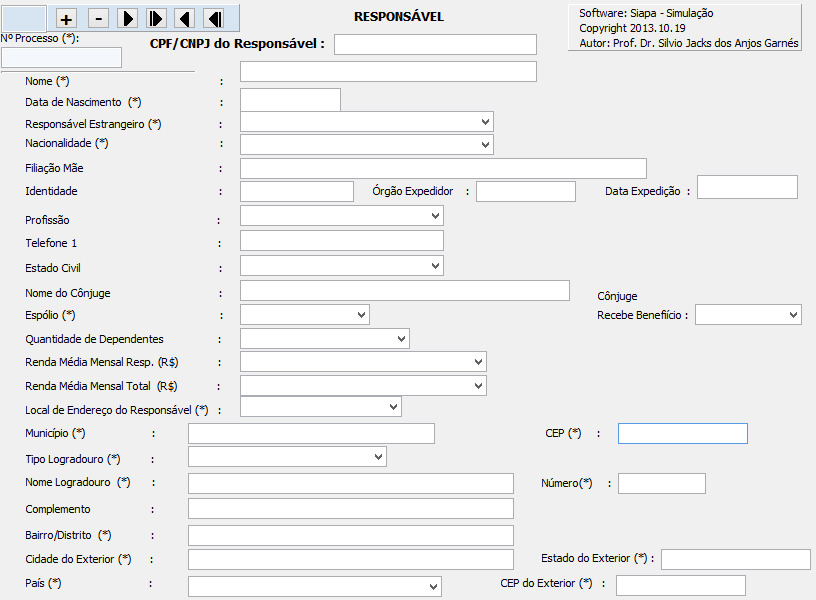 + -
RESPONSÁVEL
Software: Siapa - Simulação
Copyright 2013.10.19
Autor: Prof. Dr. Silvio Jacks dos Anjos Garnés
Nº Processo (*):
CPF/CNPJ do Responsável :
Nome (*) :
Data de Nascimento (*) :
Responsável Estrangeiro (*) :
Nacionalidade (*) :
Filiação Mãe :
Identidade : Órgão Expedidor : Data Expedição :
Profissão :
Telefone 1 :
Estado Civil :
Nome do Cônjuge :
Cônjuge
Espólio (*) : Recebe Benefiício :
Quantidade de Dependentes :
Renda Média Mensal Resp. (R$) :
Renda Média Mensal Total (R$) :
Local de Endereço do Responsável (*) :
Município (*) : CEP (*) :
Tipo Logradouro (*) :
Nome Logradouro (*) : Número(*) :
Complemento :
Bairro/Distrito (*) :
Cidade do Exterior (*) : Estado do Exterior (*) :
País (*) : CEP do Exterior (*) :